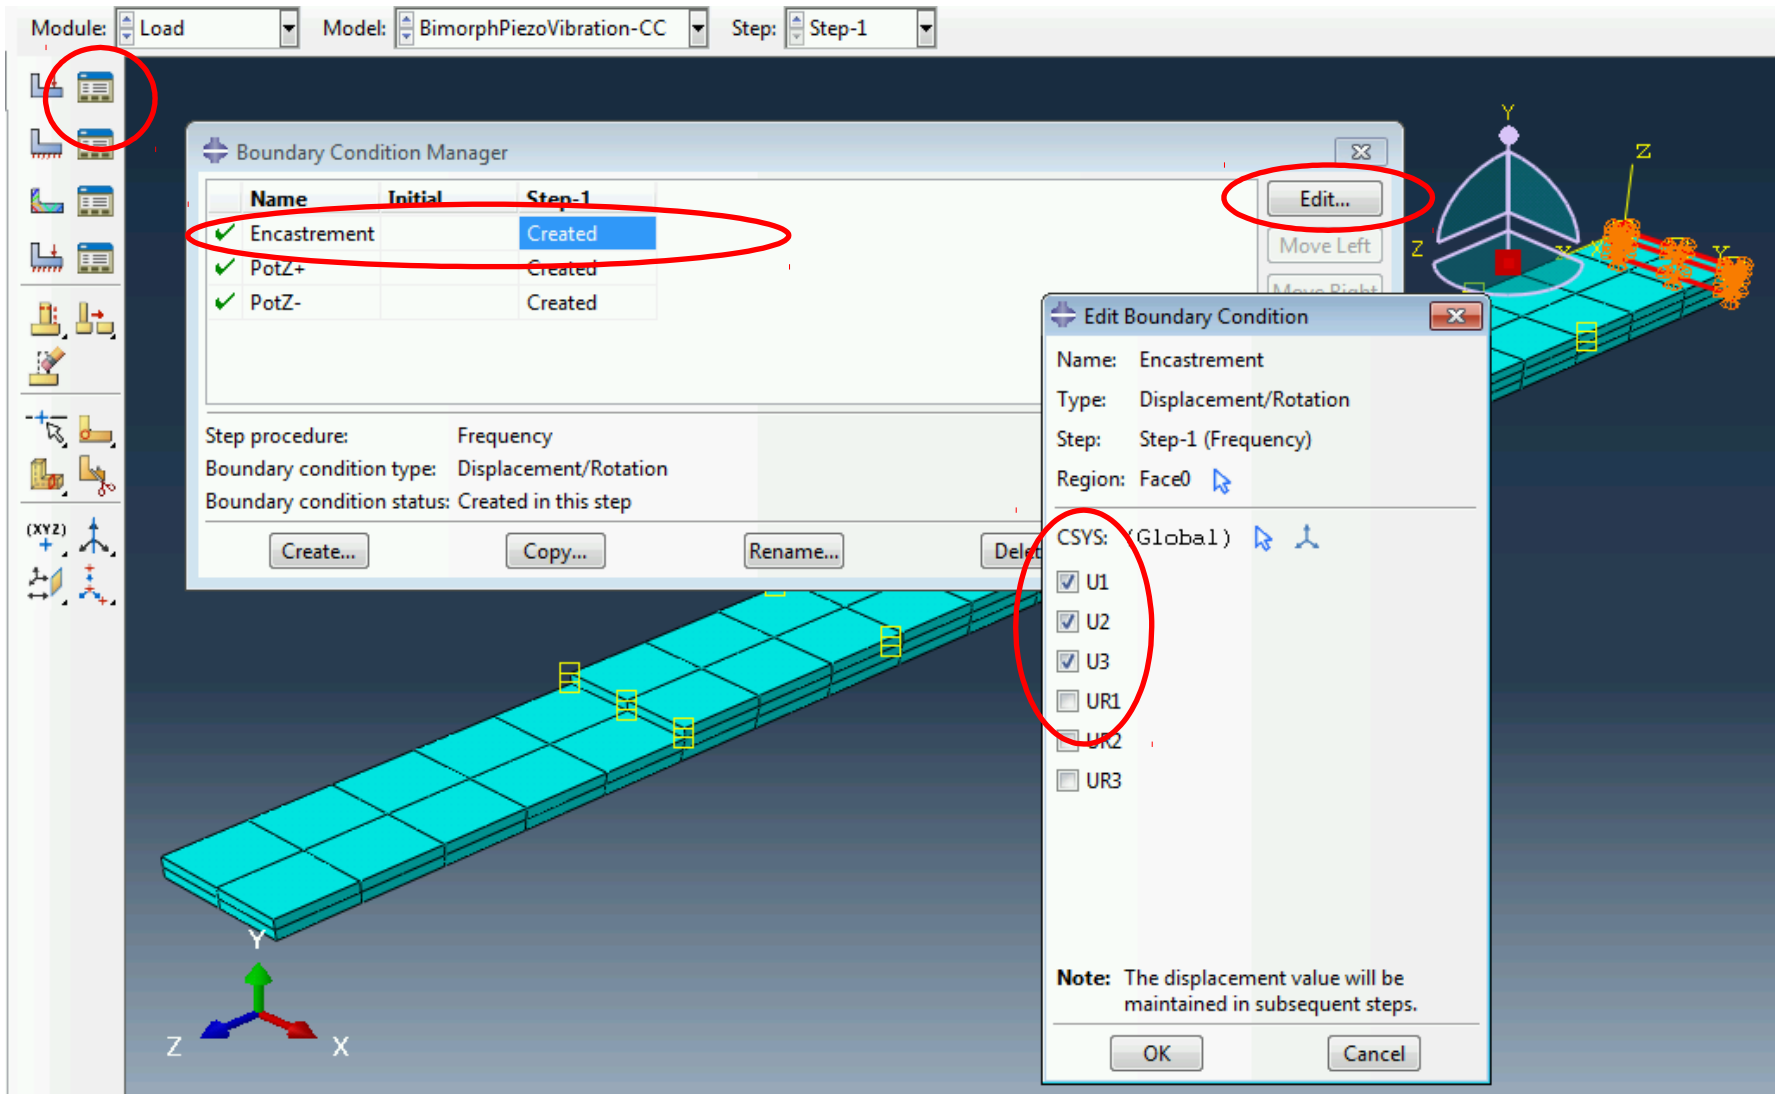 Module: Load Model: BimorphPiezoVibration-CC Step: Step-1
Boundary Condition Manager
Name Initial Step-1
Encastrement Created
PotZ+ Created
PotZ- Created
Edit...
Move Left
Move Right
Step procedure: Frequency
Boundary condition type: Displacement/Rotation
Boundary condition status: Created in this step
Create... Copy... Rename... Delet
Edit Boundary Condition
Name: Encastrement
Type: Displacement/Rotation
Step: Step-1 (Frequency)
Region: Face0
CSYS: (Global)
U1
U2
U3
UR1
UR2
UR3
Note: The displacement value will be
maintained in subsequent steps.
OK Cancel
(XYZ)
Y
Z
Z
X
X
Y
Y
Z
X